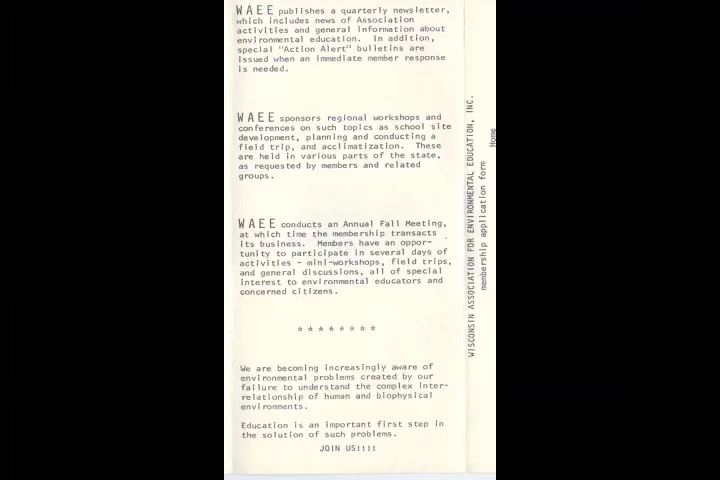 WAEE publishes a quarterly newsletter,
which includes news of Association
activities and general information about
environmental education. In addition,
special "Action Alert" bulletins are
issued when an immediate member response
is needed.
WAEE sponsors regional workshops and
conferences on such topics as school site
development, planning and conducting a
field trip, and acclimatization. These
are held in various parts of the state,
as requested by members and related
groups.
WAEE conducts an Annual Fall Meeting,
at which time the membership transacts
its business. Members have an oppor-
tunity to participate in several days of
activities - mini-workshops, field trips,
and general discussions, all of special
interest to environmental educators and
concerned citizens.
* * * * * * * *
We are becoming increasingly aware of
environmental problems created by our
failure to understand the complex inter-
relationship of human and biophysical
environments.
Education is an important first step in
the solution of such problems.
JOIN US!!!!
WISCONSIN ASSOCIATION FOR ENVIRONMENTAL EDUCATION, INC.
membership application form
Home